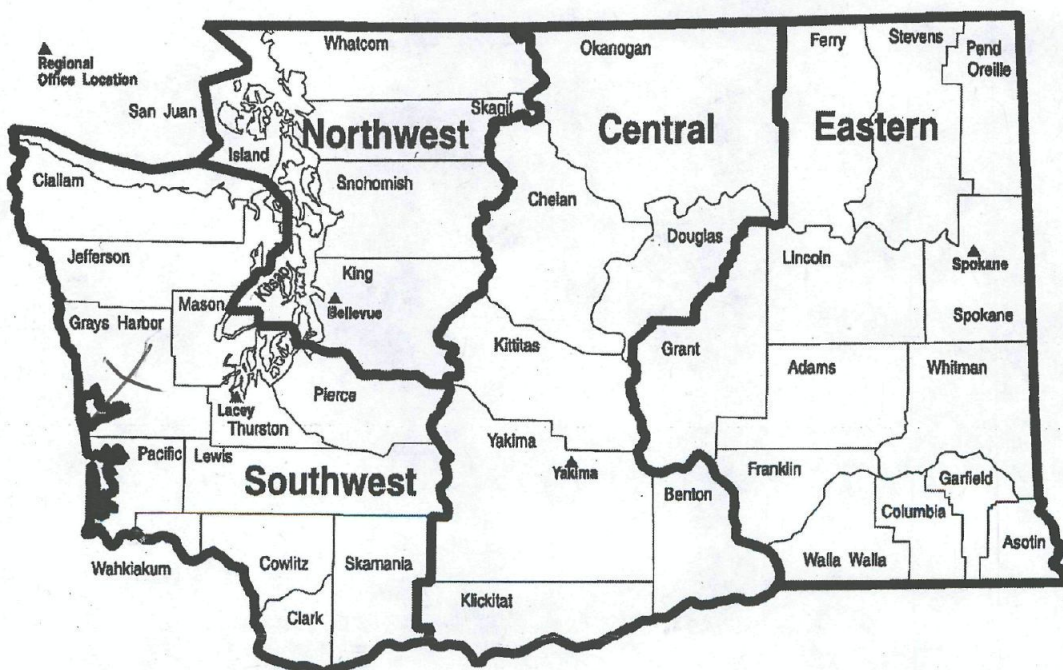 Regional
Office Location
San Juan
Whatcom
Skagit
Northwest
Island
Snohomish
King
Bellevue
Kitsap
Clallam
Jefferson
Mason
Grays Harbor
Lacey
Thurston
Pierce
Pacific
Lewis
Southwest
Wahkiakum
Cowlitz
Skamania
Clark
Okanogan
Central
Chelan
Douglas
Kittitas
Yakima
Yakima
Benton
Klickitat
Ferry
Stevens
Pend
Oreille
Eastern
Lincoln
Spokane
Spokane
Grant
Adams
Whitman
Franklin
Garfield
Columbia
Asotin
Walla Walla